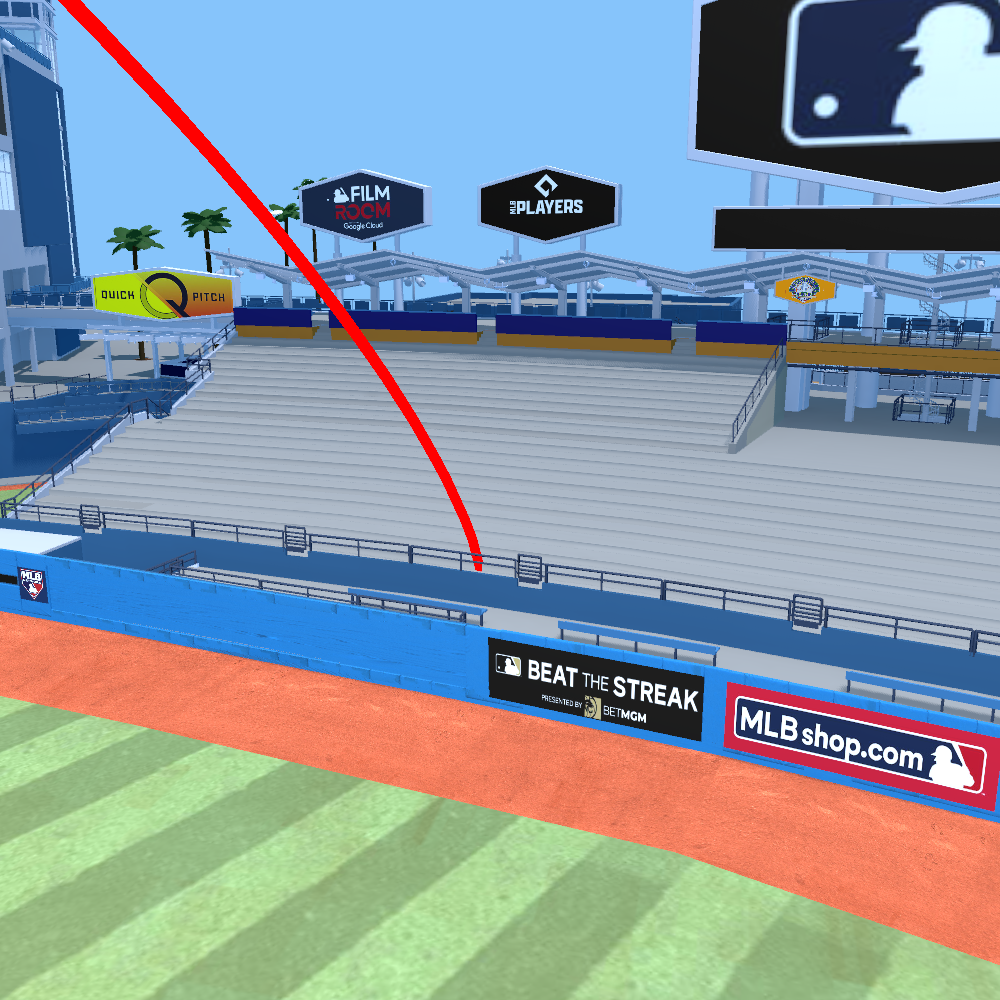 FILM
ROOM
Google Cloud
MLB
PLAYERS
QUICK PITCH
MLB
BEAT THE STREAK
PRESENTED BY BETMGM
MLBshop.com